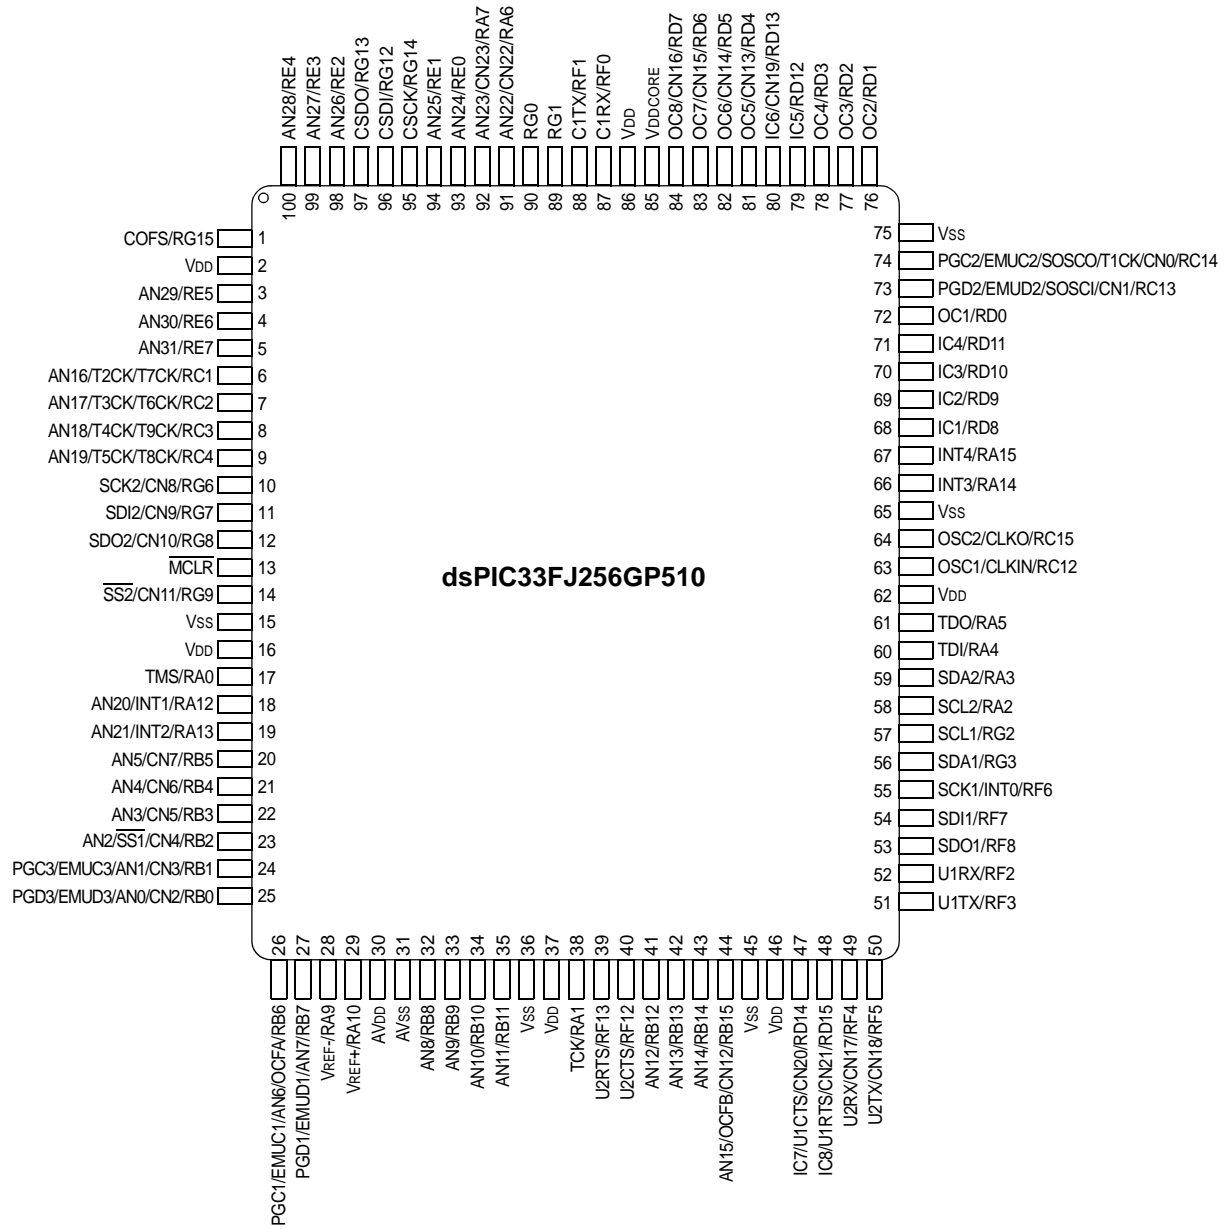 AN28/RE4
AN27/RE3
AN26/RE2
CSDO/RG13
CSDI/RG12
CSCK/RG14
AN25/RE1
AN24/RE0
AN23/CN23/RA7
AN22/CN22/RA6
RG0
RG1
C1TX/RF1
C1RX/RF0
VDD
VDDCORE
OC8/CN16/RD7
OC7/CN15/RD6
OC6/CN14/RD5
OC5/CN13/RD4
IC6/CN19/RD13
IC5/RD12
OC4/RD3
OC3/RD2
OC2/RD1
100
99
98
97
96
95
94
93
92
91
90
89
88
87
86
85
84
83
82
81
80
79
78
77
76
COFS/RG15 1
VDD 2
AN29/RE5 3
AN30/RE6 4
AN31/RE7 5
AN16/T2CK/T7CK/RC1 6
AN17/T3CK/T6CK/RC2 7
AN18/T4CK/T9CK/RC3 8
AN19/T5CK/T8CK/RC4 9
SCK2/CN8/RG6 10
SDI2/CN9/RG7 11
SDO2/CN10/RG8 12
MCLR 13
SS2/CN11/RG9 14
VSS 15
VDD 16
TMS/RA0 17
AN20/INT1/RA12 18
AN21/INT2/RA13 19
AN5/CN7/RB5 20
AN4/CN6/RB4 21
AN3/CN5/RB3 22
AN2/SS1/CN4/RB2 23
PGC3/EMUC3/AN1/CN3/RB1 24
PGD3/EMUD3/AN0/CN2/RB0 25
dsPIC33FJ256GP510
75 VSS
74 PGC2/EMUC2/SOSCO/T1CK/CN0/RC14
73 PGD2/EMUD2/SOSCI/CN1/RC13
72 OC1/RD0
71 IC4/RD11
70 IC3/RD10
69 IC2/RD9
68 IC1/RD8
67 INT4/RA15
66 INT3/RA14
65 VSS
64 OSC2/CLKO/RC15
63 OSC1/CLKIN/RC12
62 VDD
61 TDO/RA5
60 TDI/RA4
59 SDA2/RA3
58 SCL2/RA2
57 SCL1/RG2
56 SDA1/RG3
55 SCK1/INT0/RF6
54 SDI1/RF7
53 SDO1/RF8
52 U1RX/RF2
51 U1TX/RF3
26
27
28
29
30
31
32
33
34
35
36
37
38
39
40
41
42
43
44
45
46
47
48
49
50
PGC1/EMUC1/AN6/OCFA/RB6
PGD1/EMUD1/AN7/RB7
VREF-/RA9
VREF+/RA10
AVDD
AVSS
AN8/RB8
AN9/RB9
AN10/RB10
AN11/RB11
VSS
VDD
TCK/RA1
U2RTS/RF13
U2CTS/RF12
AN12/RB12
AN13/RB13
AN14/RB14
AN15/OCFB/CN12/RB15
VSS
VDD
IC7/U1CTS/CN20/RD14
IC8/U1RTS/CN21/RD15
U2RX/CN17/RF4
U2TX/CN18/RF5